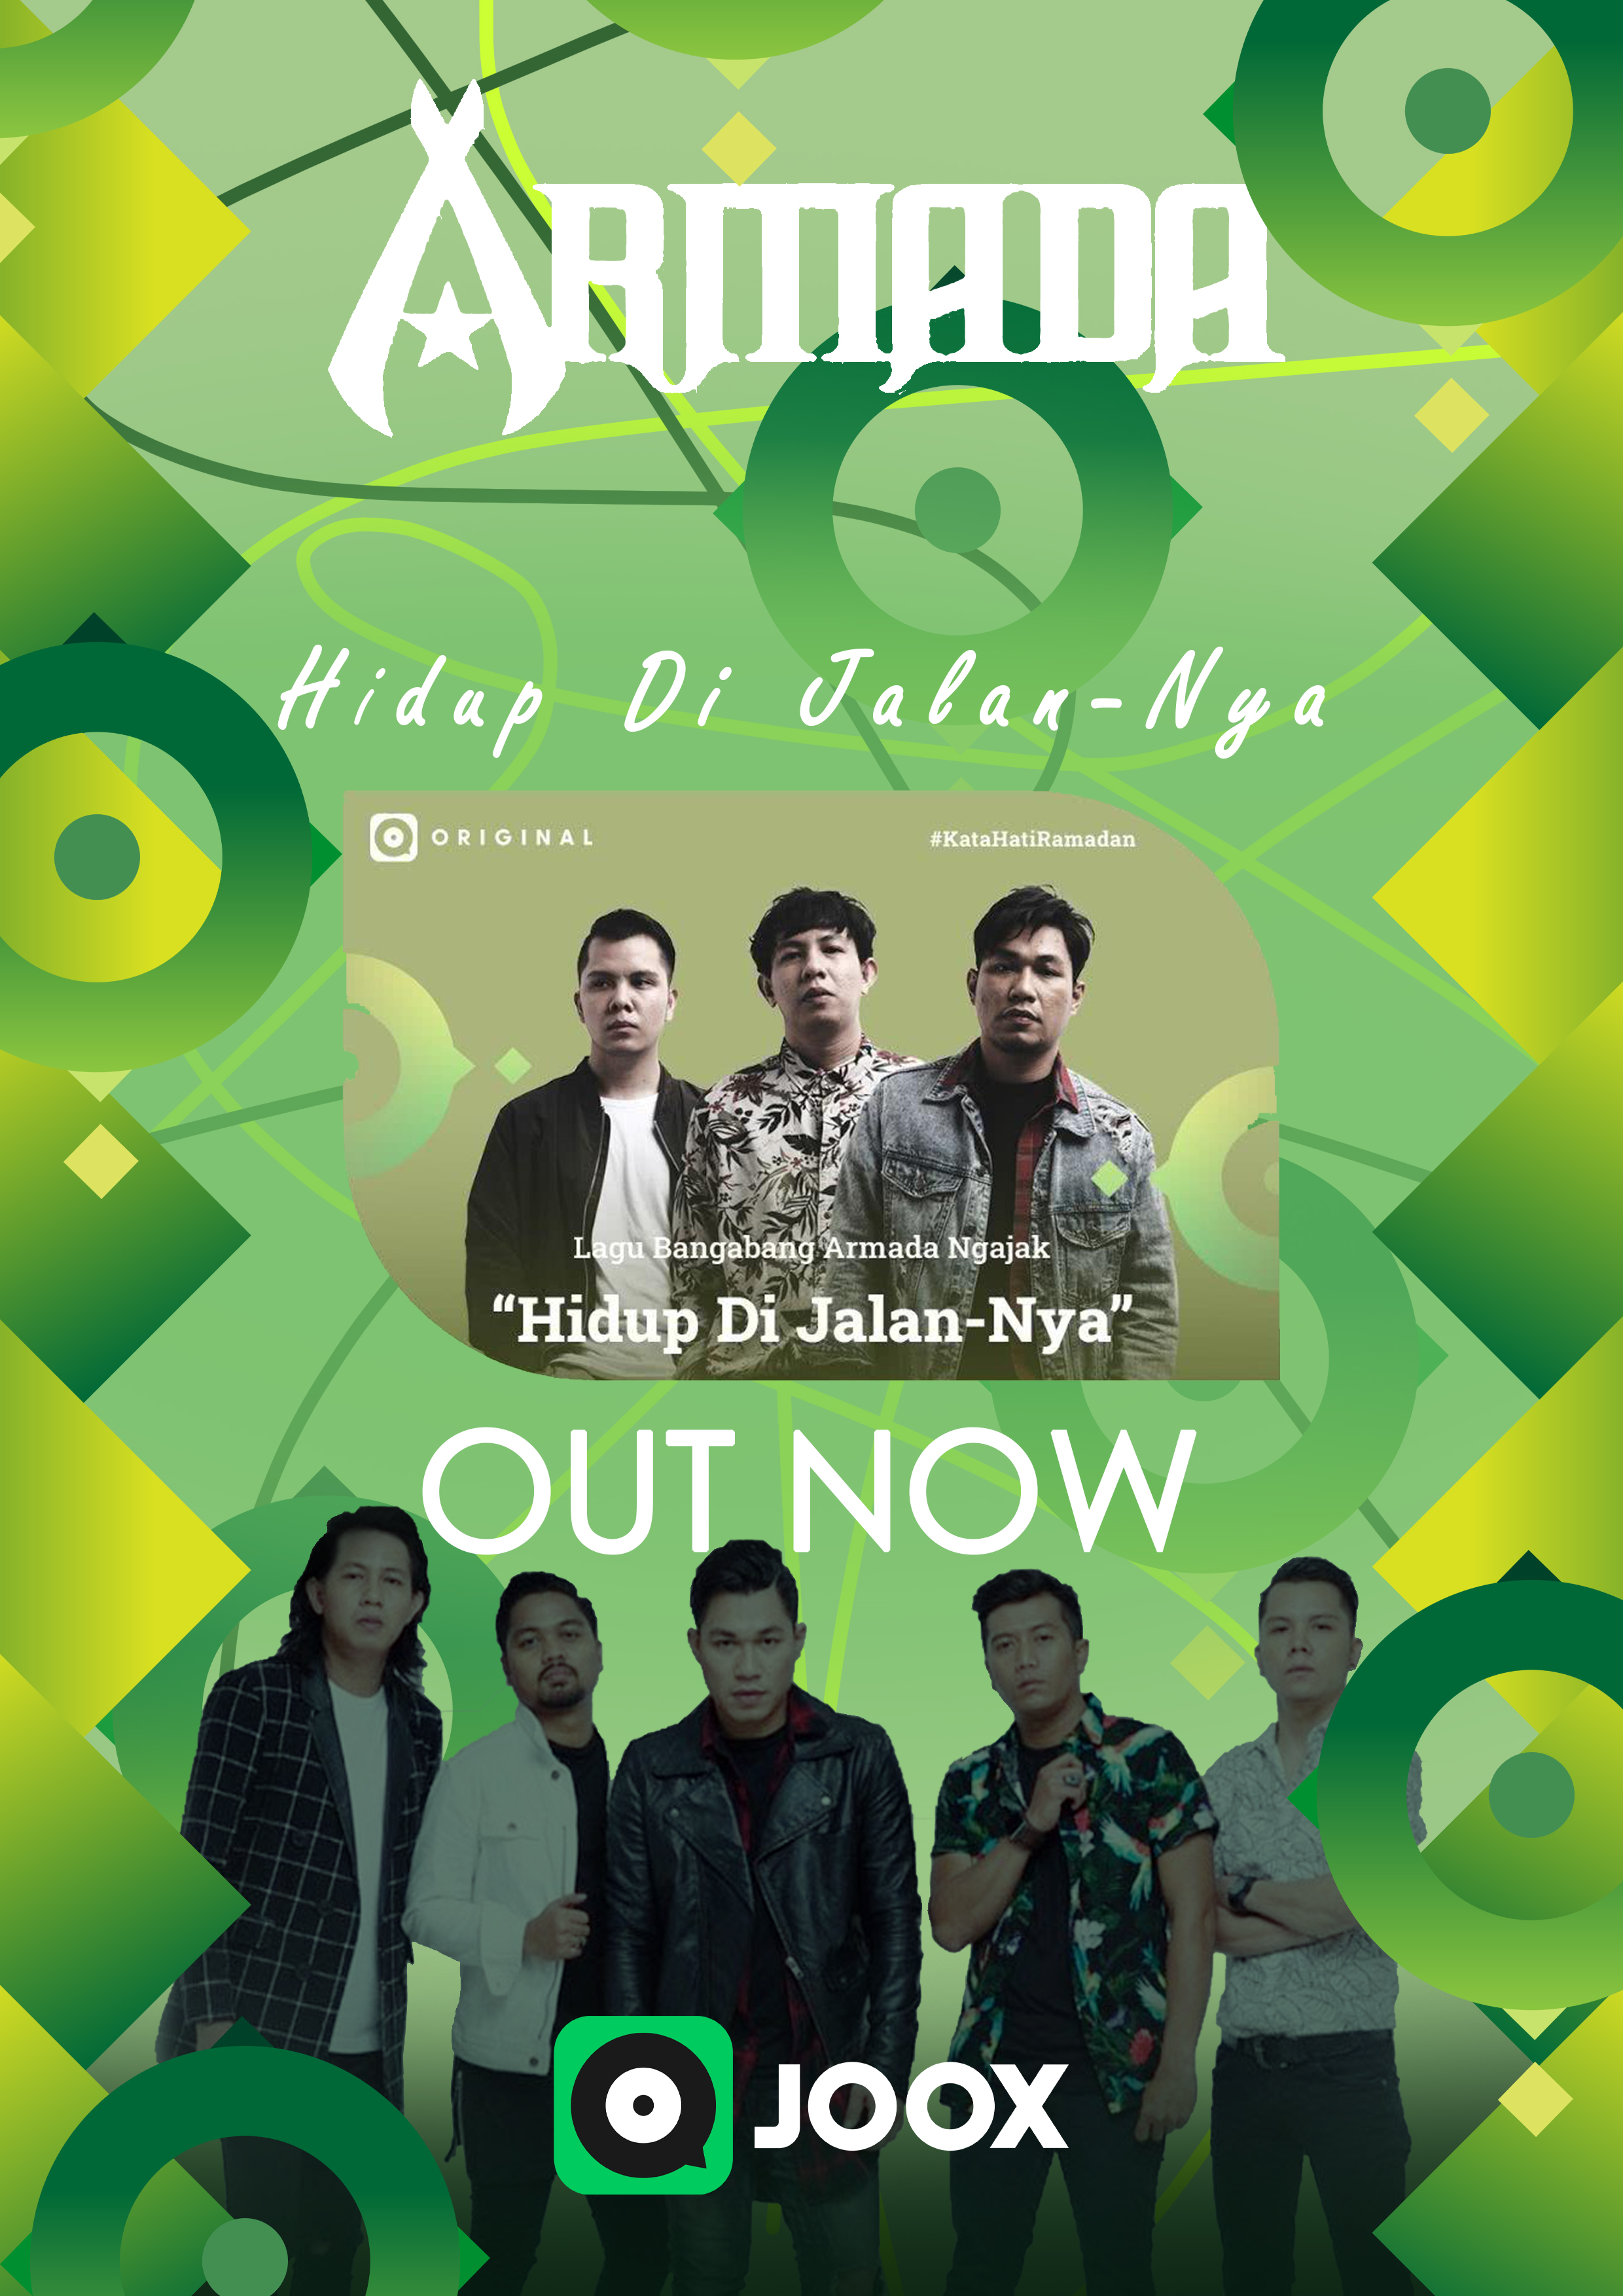 ARMADA
Hidup Di Jalan-Nya
ORIGINAL
#KataHatiRamadan
Lagu Bangabang Armada Ngajak
“Hidup Di Jalan-Nya”
OUT NOW
JOOX